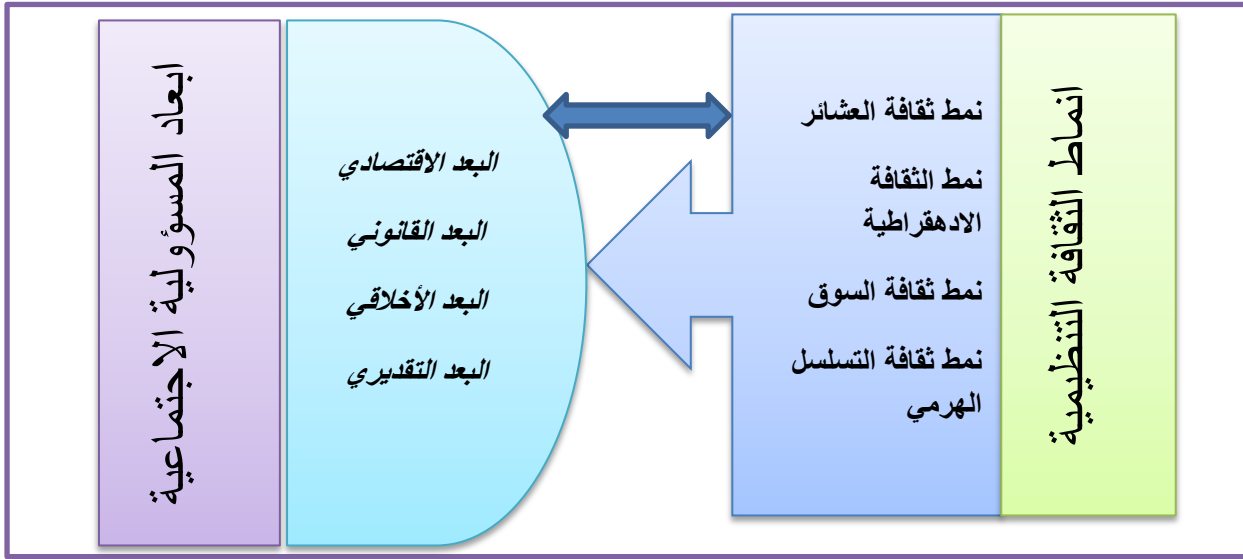 انماط الثقافة التنظيمية
نمط ثقافة العشائر
نمط الثقافة
الادهقراطية
نمط ثقافة السوق
نمط ثقافة التسلسل
الهرمي
البعد الاقتصادي
البعد القانوني
البعد الأخلاقي
البعد التقديري
ابعاد المسؤولية الاجتماعية